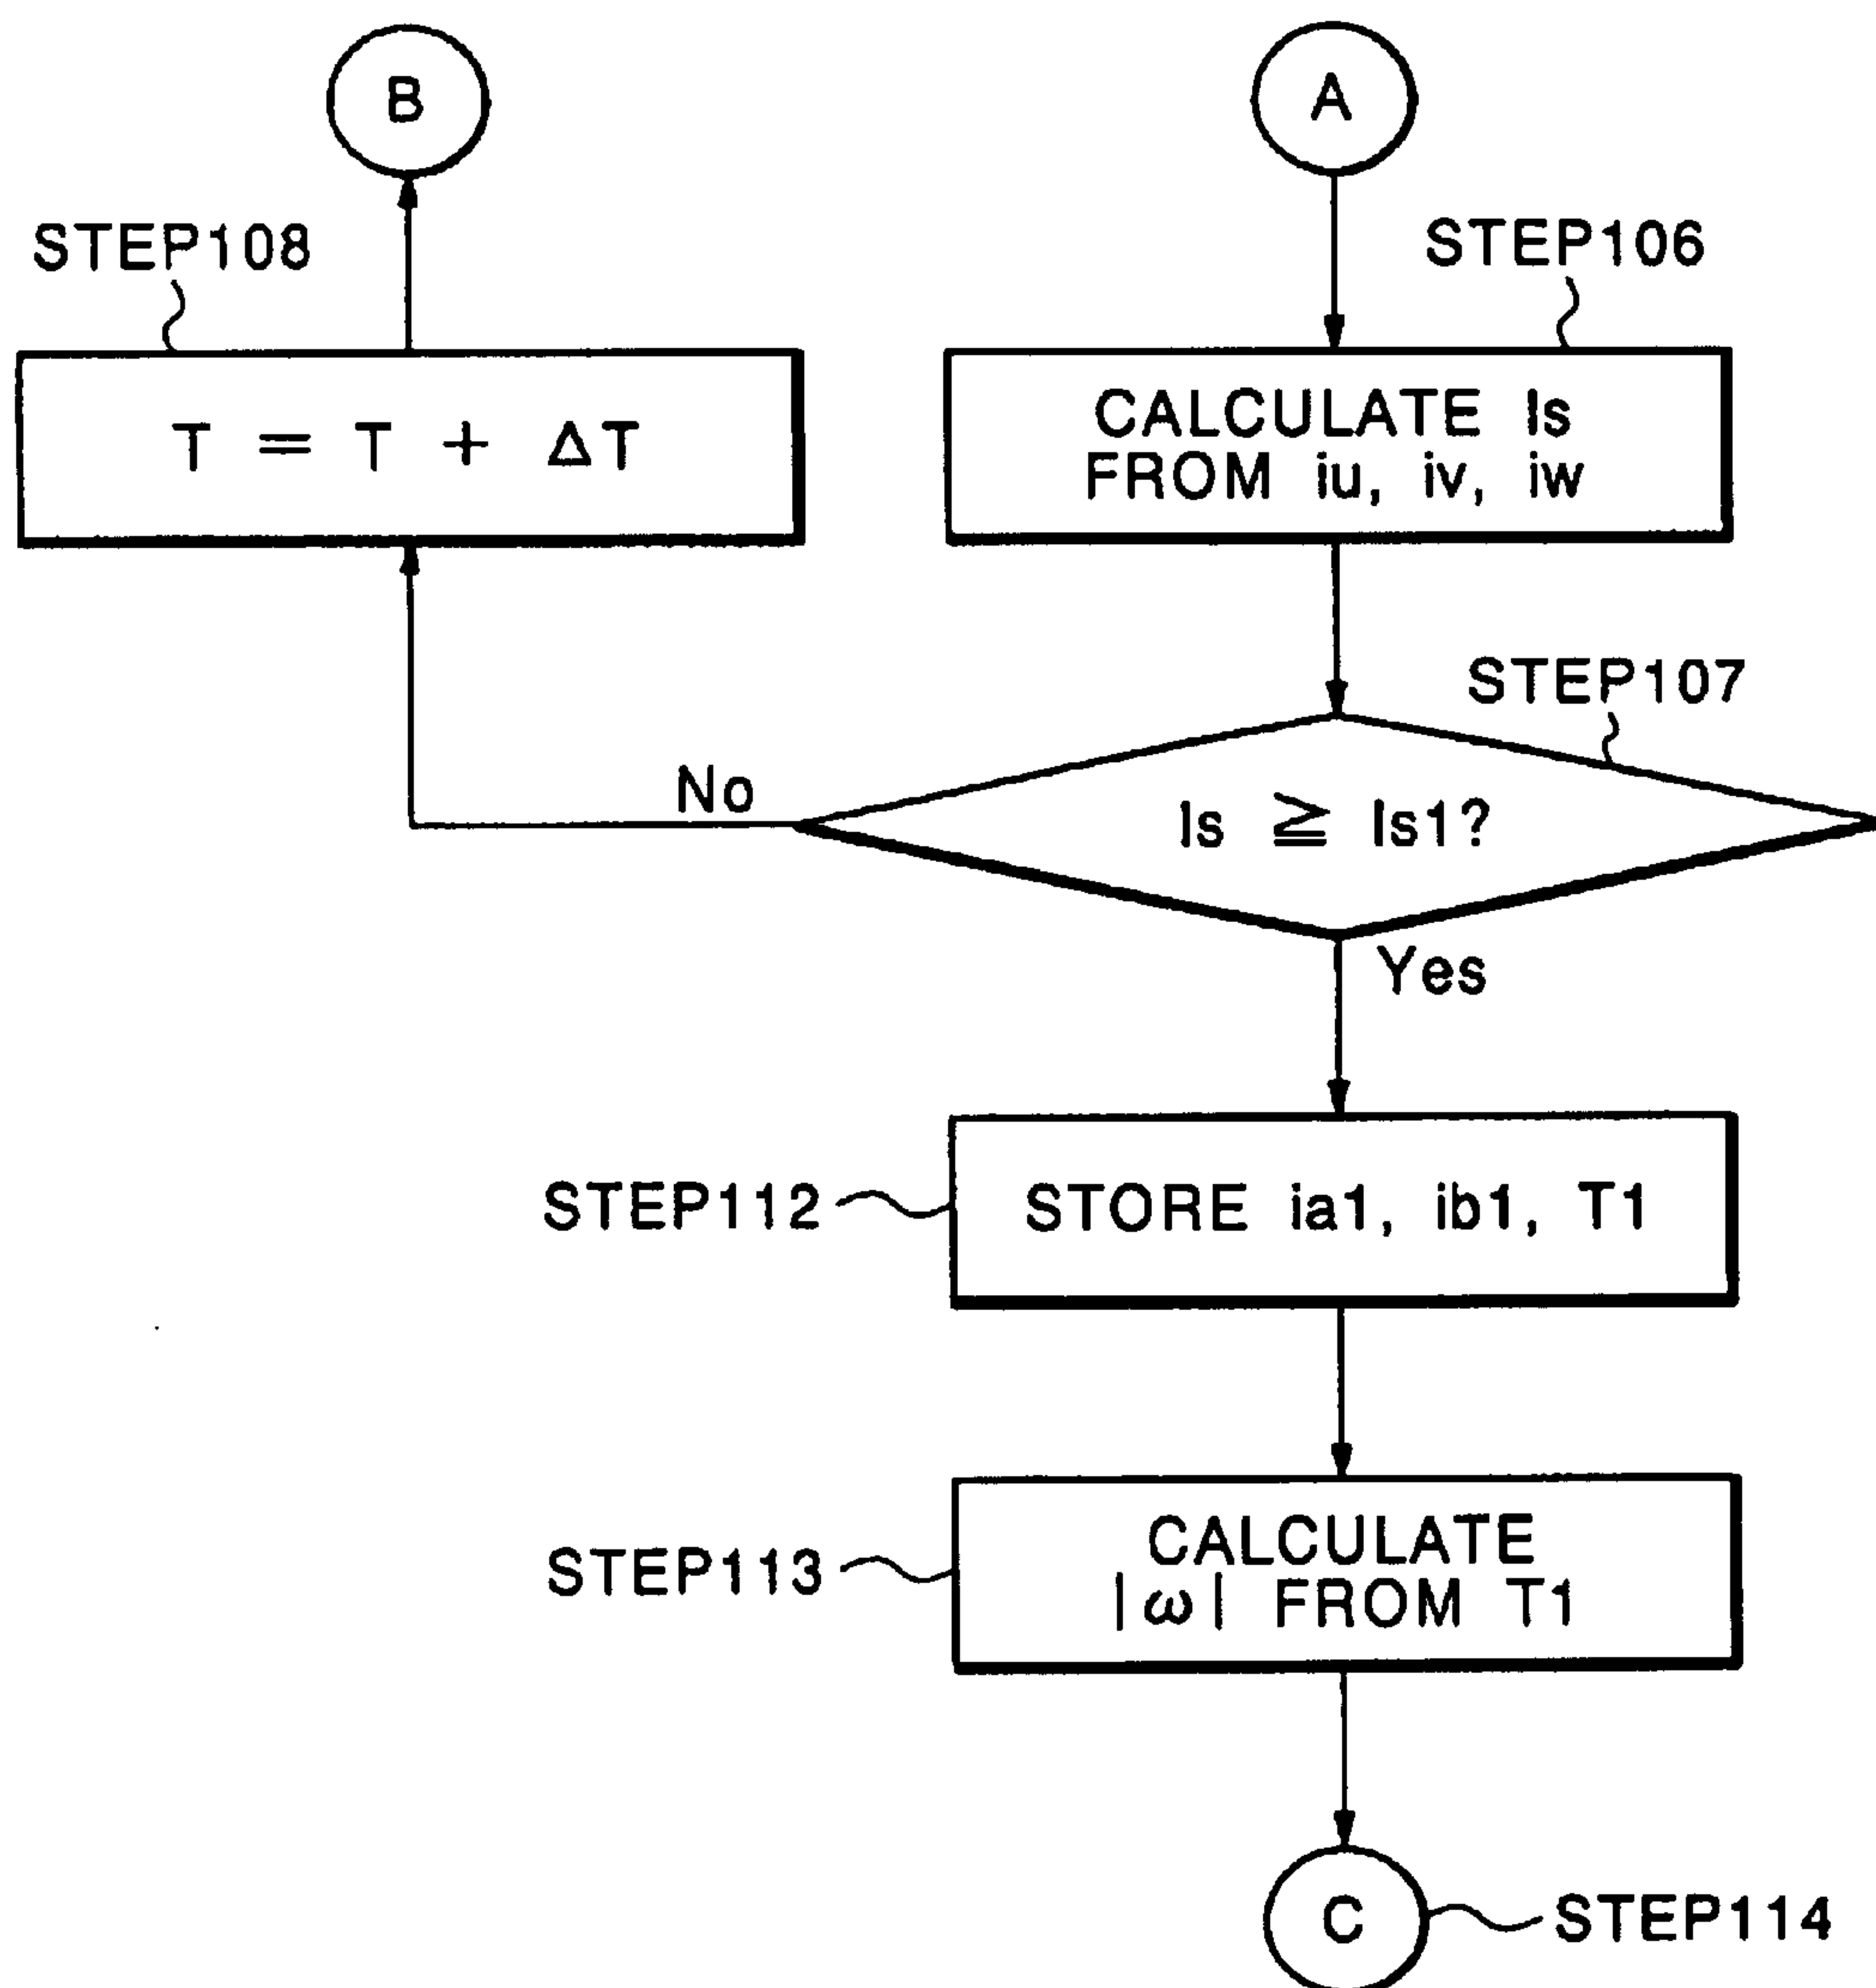 B
A
STEP108
STEP106
T = T + ΔT
CALCULATE Is
FROM iu, iv, iw
STEP107
No
Is ≧ Is1?
Yes
STEP112
STORE ia1, ib1, T1
STEP113
CALCULATE
|ω| FROM T1
C
STEP114